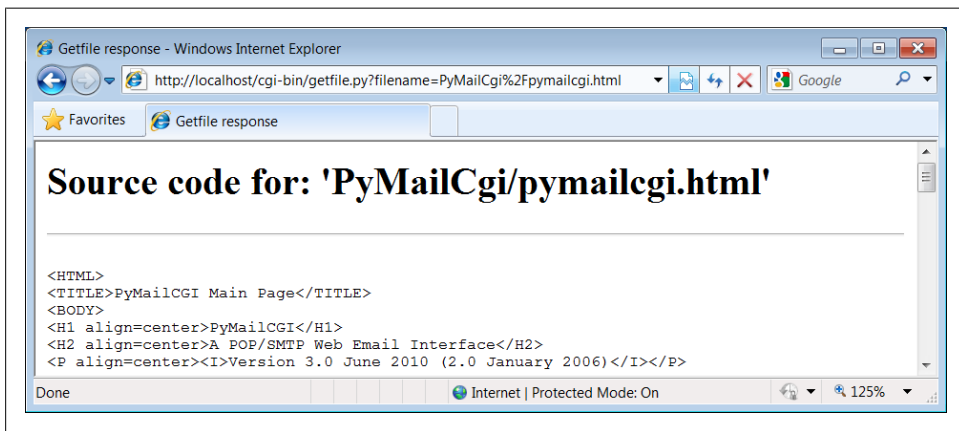 Getfile response - Windows Internet Explorer
http://localhost/cgi-bin/getfile.py?filename=PyMailCgi%2Fpymailcgi.html
Google
Favorites
Getfile response
Source code for: 'PyMailCgi/pymailcgi.html'
<HTML>
<TITLE>PyMailCGI Main Page</TITLE>
<BODY>
<H1 align=center>PyMailCGI</H1>
<H2 align=center>A POP/SMTP Web Email Interface</H2>
<P align=center><I>Version 3.0 June 2010 (2.0 January 2006)</I></P>
Done
Internet | Protected Mode: On
125%